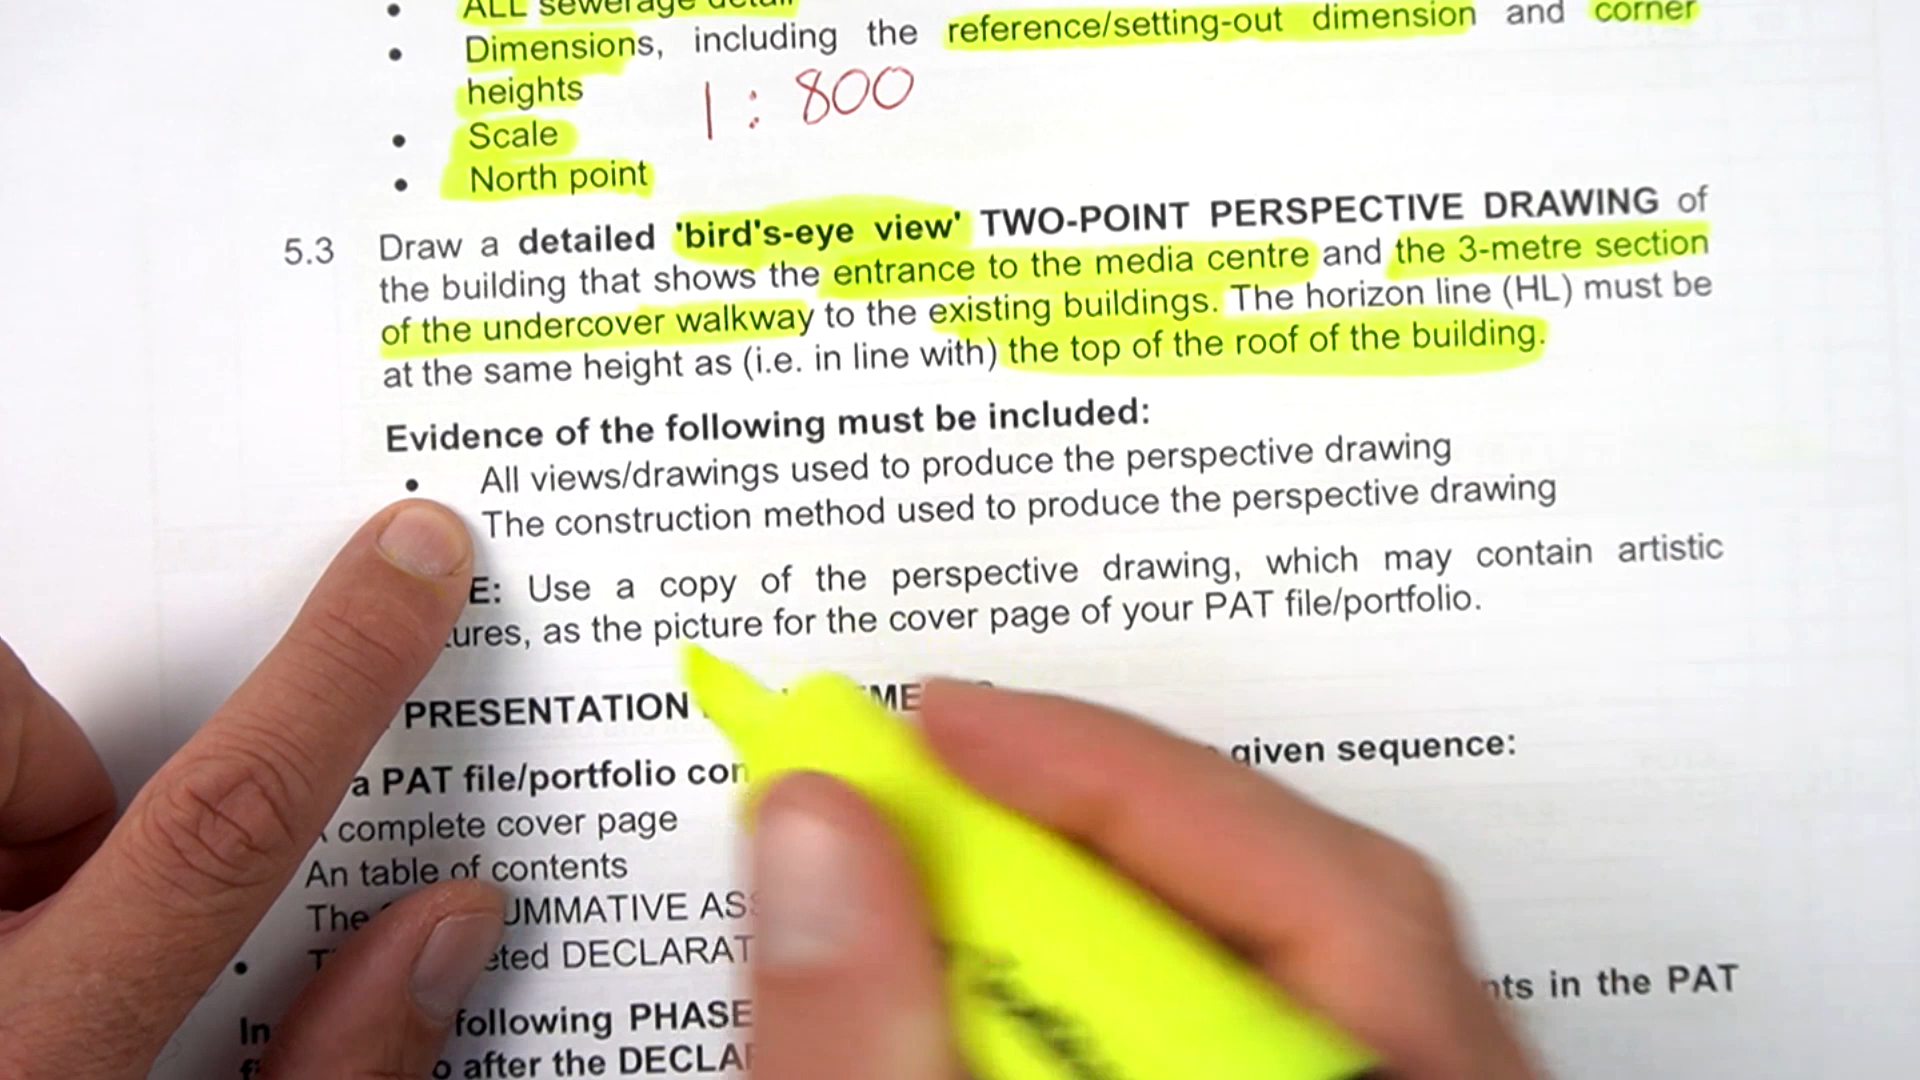 • ALL sewerage detail
• Dimensions, including the reference/setting-out dimension and corner
heights
1 : 800
• Scale
• North point
5.3 Draw a detailed 'bird's-eye view' TWO-POINT PERSPECTIVE DRAWING of
the building that shows the entrance to the media centre and the 3-metre section
of the undercover walkway to the existing buildings. The horizon line (HL) must be
at the same height as (i.e. in line with) the top of the roof of the building.
Evidence of the following must be included:
• All views/drawings used to produce the perspective drawing
The construction method used to produce the perspective drawing
E: Use a copy of the perspective drawing, which may contain artistic
ures, as the picture for the cover page of your PAT file/portfolio.
PRESENTATION ME
a PAT file/portfolio con given sequence:
complete cover page
An table of contents
The UMMATIVE ASS
• T eted DECLARAT
nts in the PAT
In following PHASE
o after the DECLA